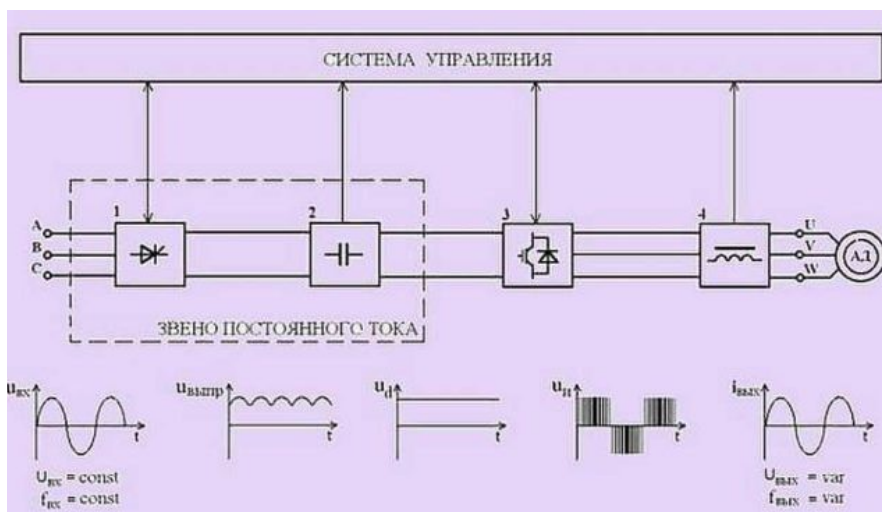 СИСТЕМА УПРАВЛЕНИЯ
1 2 3 4
A U
B V АД
C W
ЗВЕНО ПОСТОЯННОГО ТОКА
uвх uвыпр ud uи iвых
t t t t t
Uвх = const Uвых = var
fвх = const fвых = var